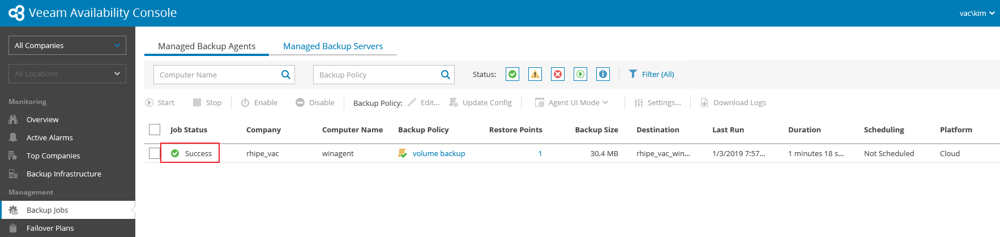 Veeam Availability Console
vac\kim
All Companies
All Locations
Monitoring
Overview
Active Alarms
Top Companies
Backup Infrastructure
Management
Backup Jobs
Failover Plans
Managed Backup Agents
Managed Backup Servers
Computer Name
Backup Policy
Status:
Filter (All)
Start
Stop
Enable
Disable
Backup Policy:
Edit...
Update Config
Agent UI Mode
Settings...
Download Logs
Job Status Company Computer Name Backup Policy Restore Points Backup Size Destination Last Run Duration Scheduling Platform
Success rhipe_vac winagent volume backup 1 30.4 MB rhipe_vac_win... 1/3/2019 7:57... 1 minutes 18 s... Not Scheduled Cloud